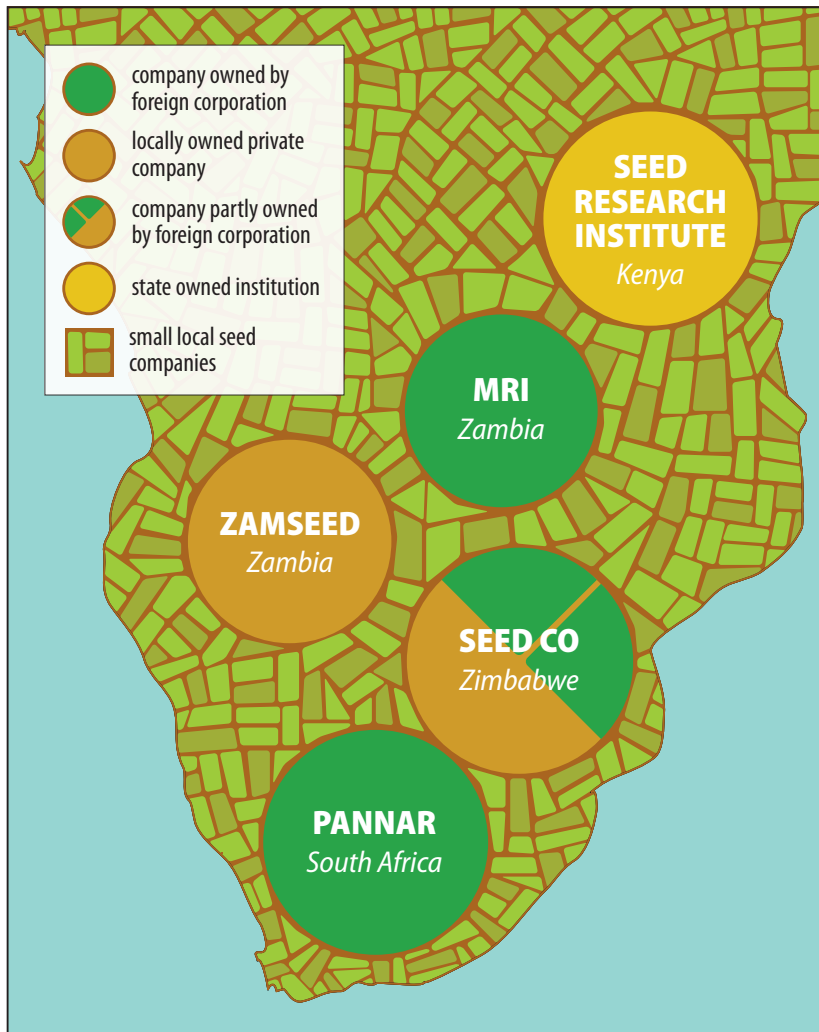 company owned by
foreign corporation
locally owned private
company
company partly owned
by foreign corporation
state owned institution
small local seed
companies
SEED
RESEARCH
INSTITUTE
Kenya
MRI
Zambia
ZAMSEED
Zambia
SEED CO
Zimbabwe
PANNAR
South Africa